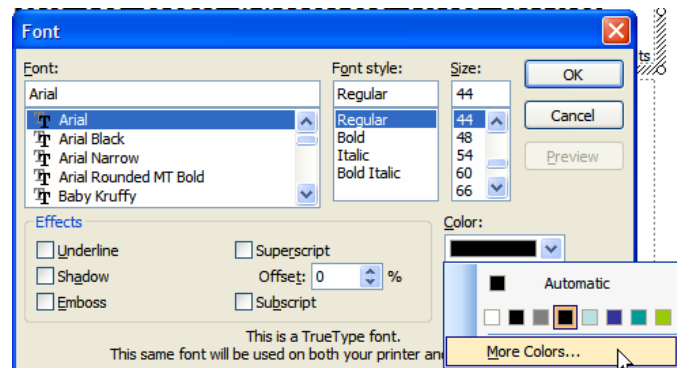 Font
ts
Font:
Font style:
Size:
OK
Arial
Regular
44
Arial
Arial Black
Arial Narrow
Arial Rounded MT Bold
Baby Kruffy
Regular
Bold
Italic
Bold Italic
44
48
54
60
66
Cancel
Preview
Effects
Color:
Underline
Superscript
Shadow
Offset: 0 %
Emboss
Subscript
Automatic
This is a TrueType font.
This same font will be used on both your printer an
More Colors...